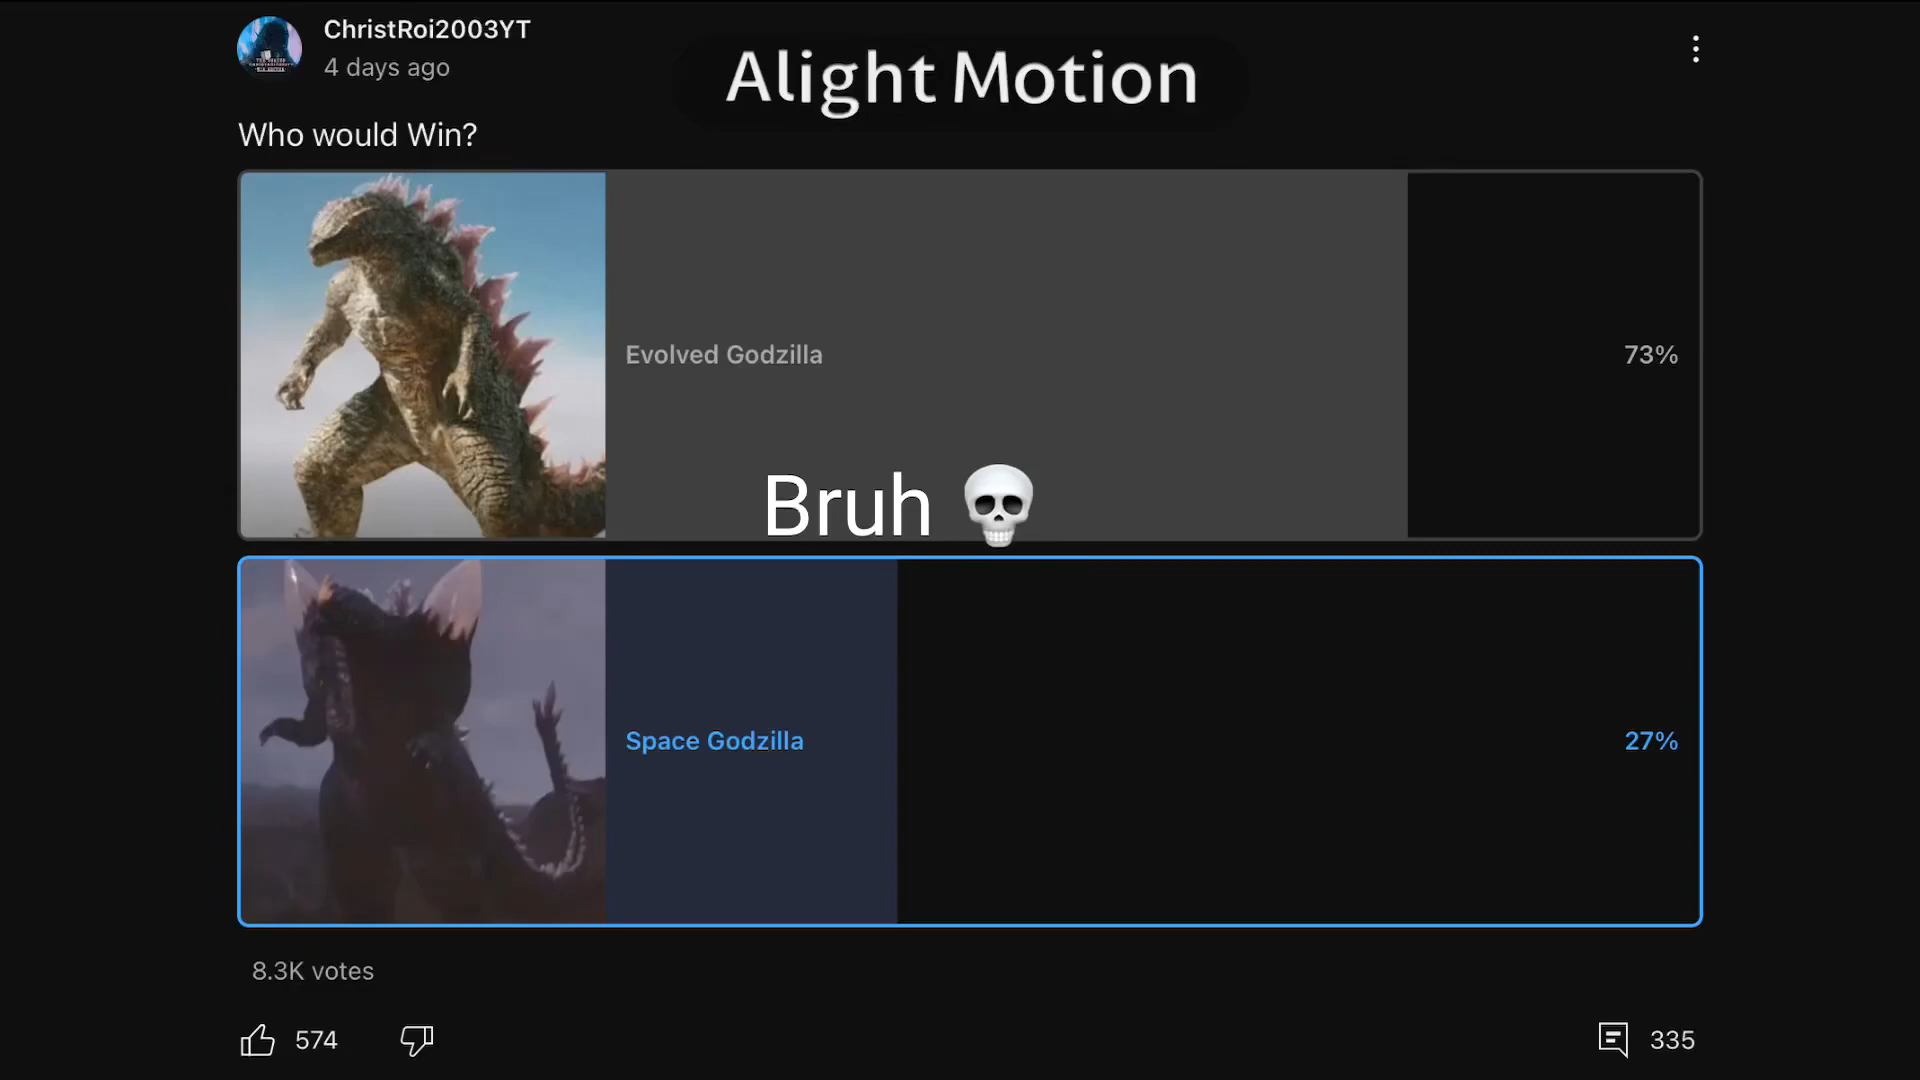 ChristRoi2003YT
4 days ago
Alight Motion
Who would Win?
Evolved Godzilla
73%
Bruh 💀
Space Godzilla
27%
8.3K votes
574
335